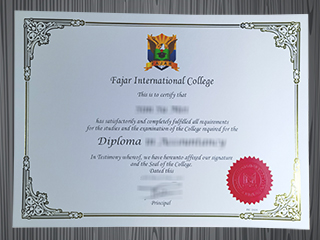 Fajar International College
This is to certify that
has satisfactorily and completely fulfilled all requirements
for the studies and the examination of the College required for the
Diploma in Accountancy
In Testimony whereof, we have hereunto affixed our signature
and the Seal of the College.
Dated this
Principal